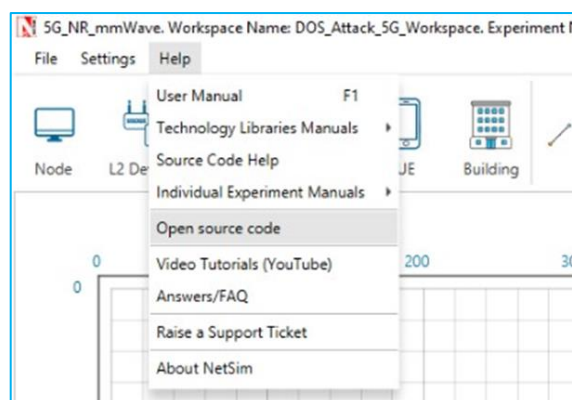 5G_NR_mmWave. Workspace Name: DOS_Attack_5G_Workspace. Experiment
File Settings Help
User Manual F1
Technology Libraries Manuals
Source Code Help
Individual Experiment Manuals
Open source code
Video Tutorials (YouTube)
Answers/FAQ
Raise a Support Ticket
About NetSim
Node L2 De UE Building
0 200
0